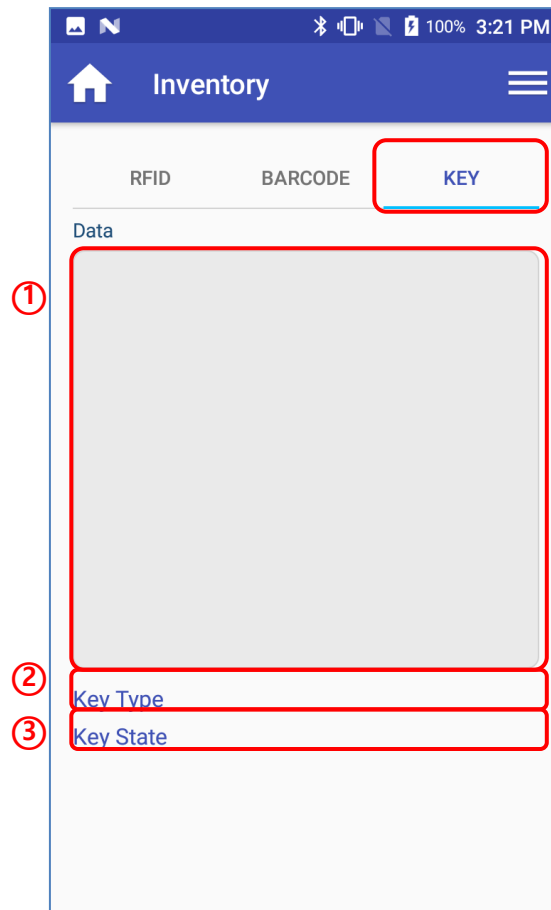 100% 3:21 PM
Inventory
RFID BARCODE KEY
Data
①
②
Key Type
③
Key State